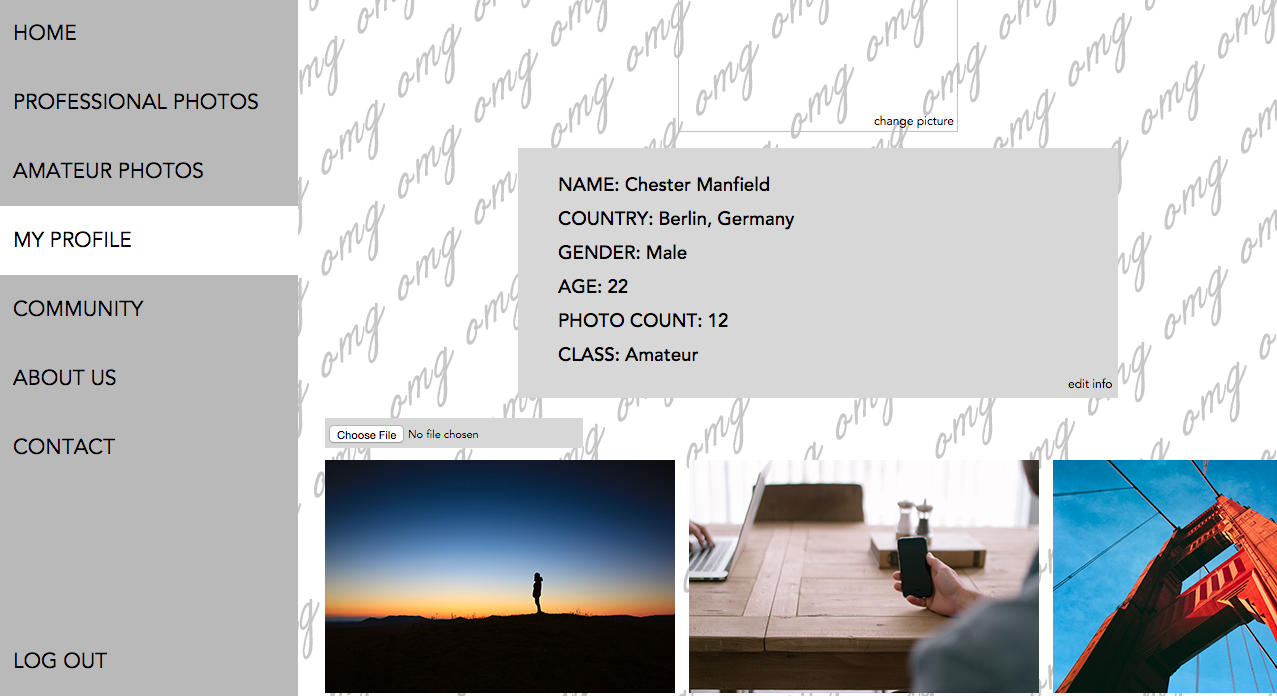 HOME
PROFESSIONAL PHOTOS
AMATEUR PHOTOS
MY PROFILE
COMMUNITY
ABOUT US
CONTACT
LOG OUT
omg
change picture
NAME: Chester Manfield
COUNTRY: Berlin, Germany
GENDER: Male
AGE: 22
PHOTO COUNT: 12
CLASS: Amateur
edit info
Choose File No file chosen